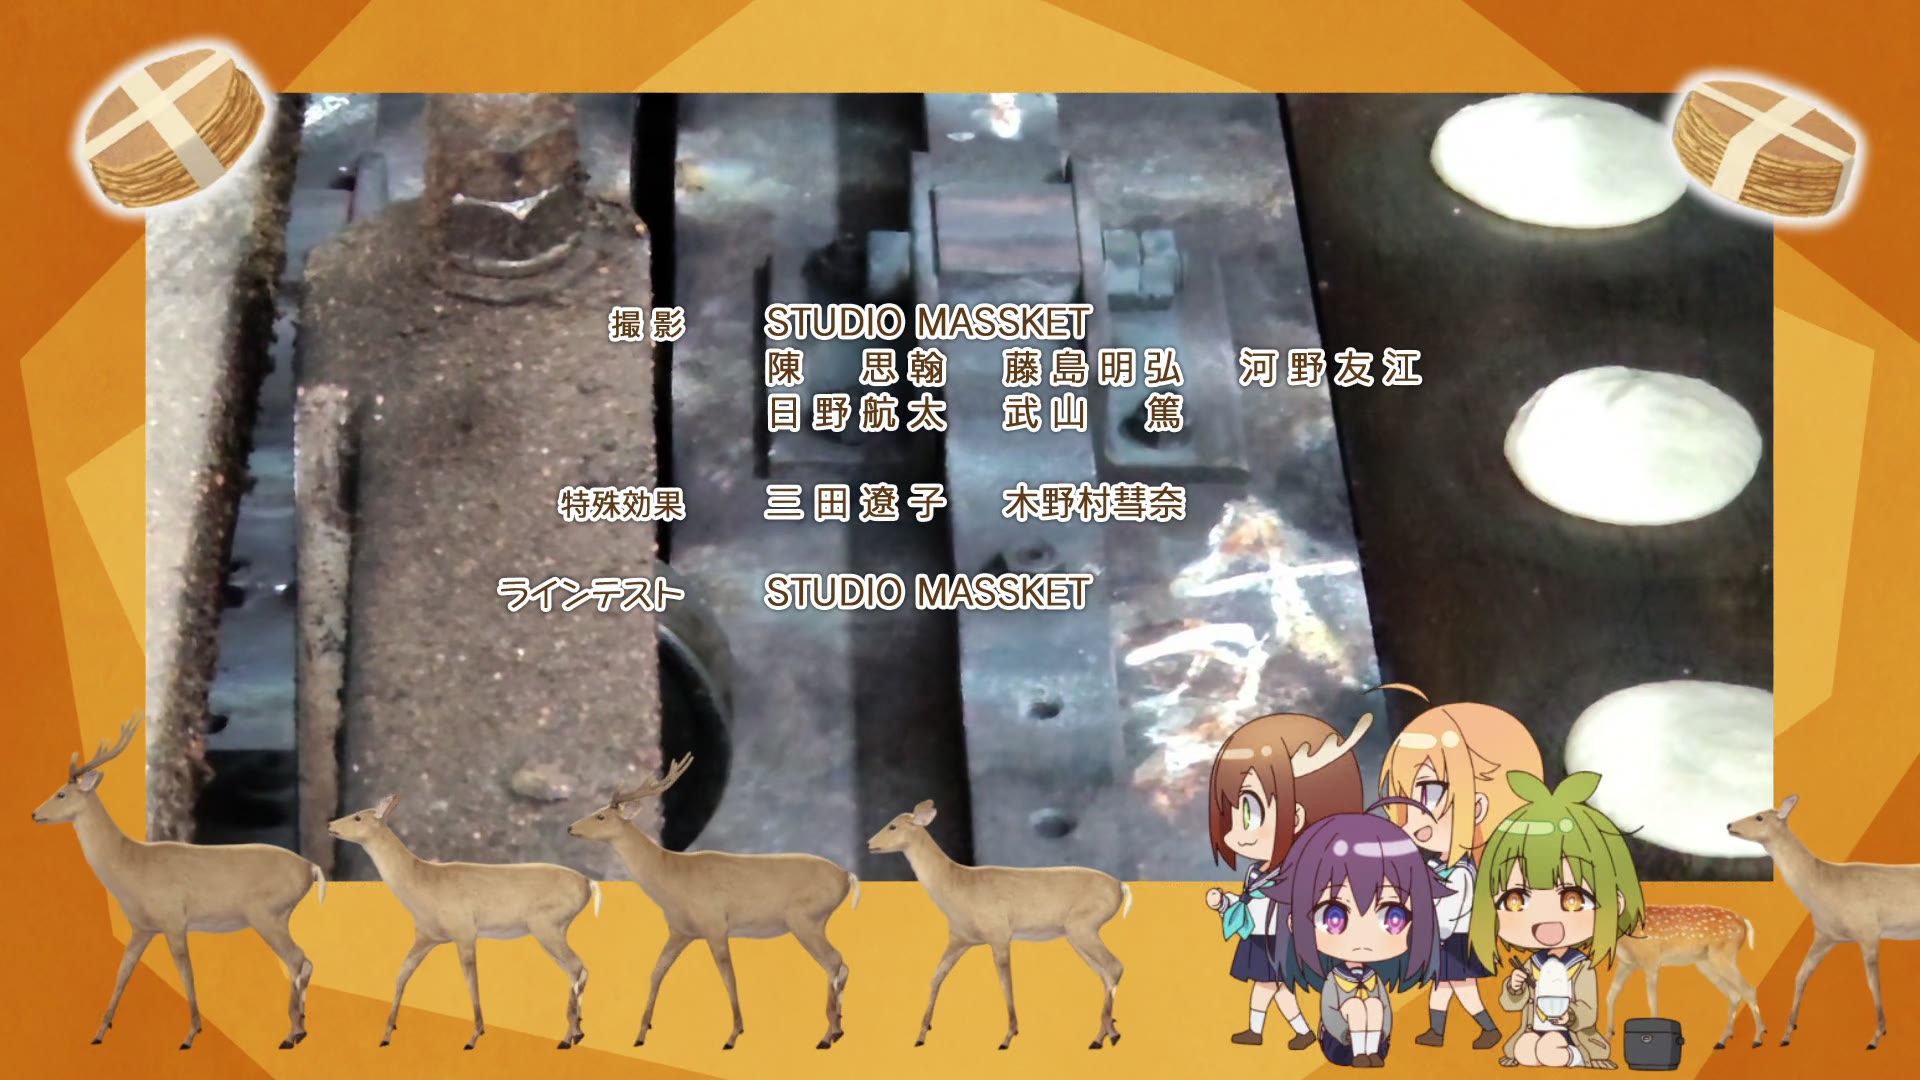 撮影 STUDIO MASSKET
陳 思翰 藤島明弘 河野友江
日野航太 武山 篤
特殊効果 三田遼子 木野村彗奈
ラインテスト STUDIO MASSKET